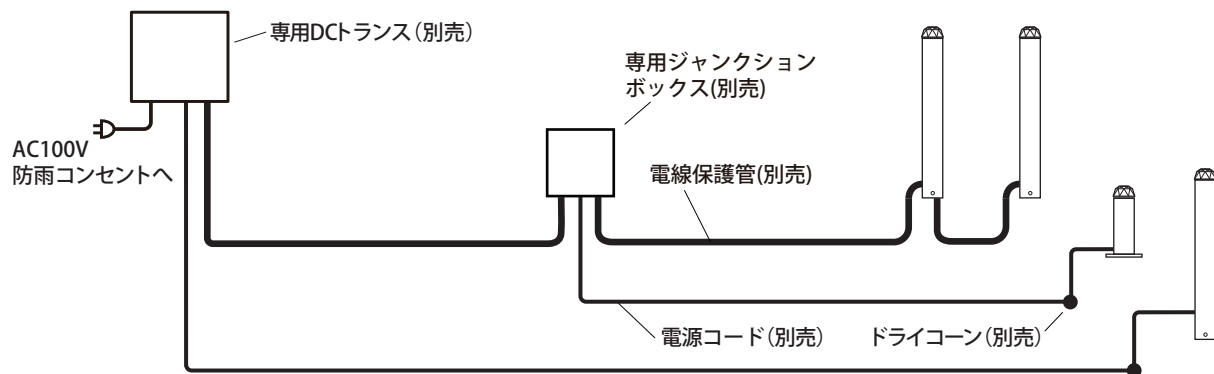 専用DCトランス（別売）
専用ジャンクション
ボックス(別売)
AC100V
防雨コンセントへ
電線保護管(別売)
電源コード（別売）
ドライコーン（別売）